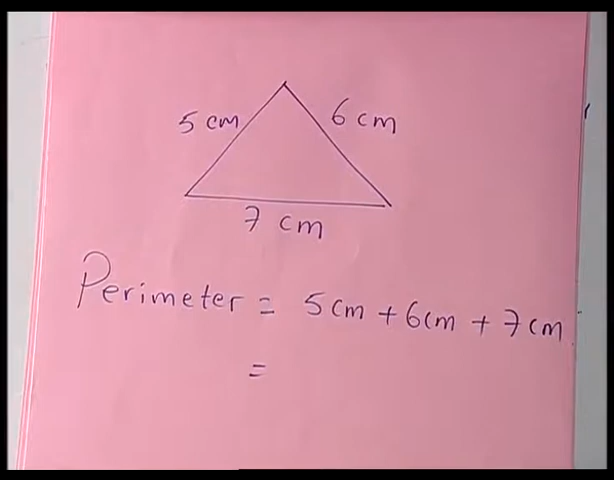 5 cm
6 cm
7 cm
Perimeter = 5cm + 6cm + 7cm
=